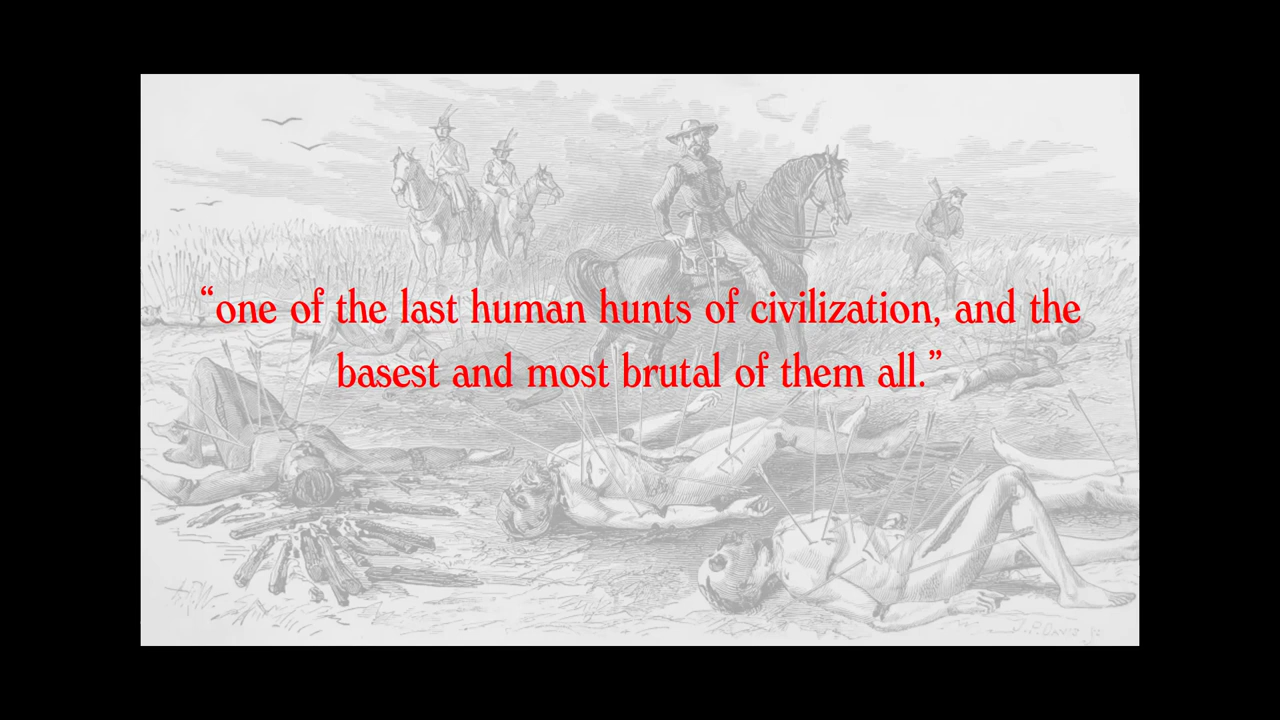 “one of the last human hunts of civilization, and the
basest and most brutal of them all.”